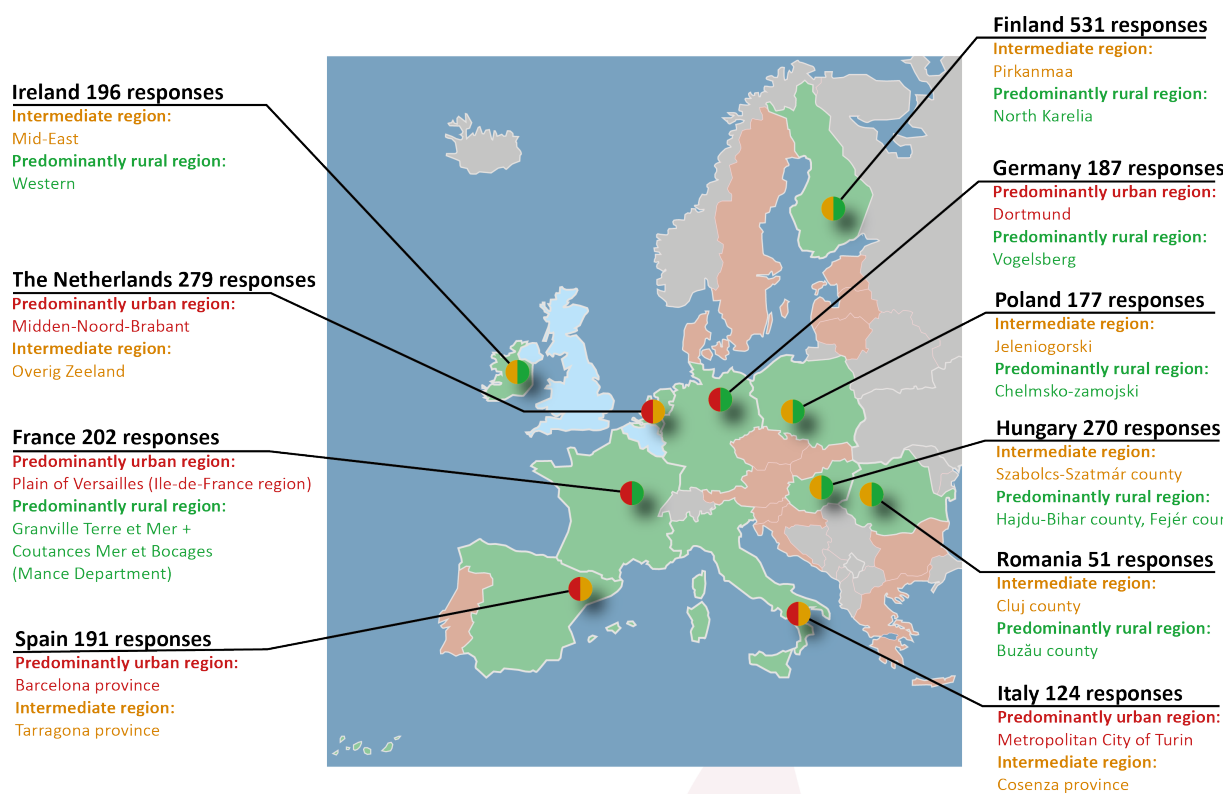 Ireland 196 responses
Intermediate region:
Mid-East
Predominantly rural region:
Western
The Netherlands 279 responses
Predominantly urban region:
Midden-Noord-Brabant
Intermediate region:
Overig Zeeland
France 202 responses
Predominantly urban region:
Plain of Versailles (Ile-de-France region)
Predominantly rural region:
Granville Terre et Mer +
Coutances Mer et Bocages
(Mance Department)
Spain 191 responses
Predominantly urban region:
Barcelona province
Intermediate region:
Tarragona province
Finland 531 responses
Intermediate region:
Pirkanmaa
Predominantly rural region:
North Karelia
Germany 187 responses
Predominantly urban region:
Dortmund
Predominantly rural region:
Vogelsberg
Poland 177 responses
Intermediate region:
Jeleniogorski
Predominantly rural region:
Chelmsko-zamojski
Hungary 270 responses
Intermediate region:
Szabolcs-Szatmár county
Predominantly rural region:
Hajdu-Bihar county, Fejér
Romania 51 responses
Intermediate region:
Cluj county
Predominantly rural region:
Buzău county
Italy 124 responses
Predominantly urban region:
Metropolitan City of Turin
Intermediate region:
Cosenza province